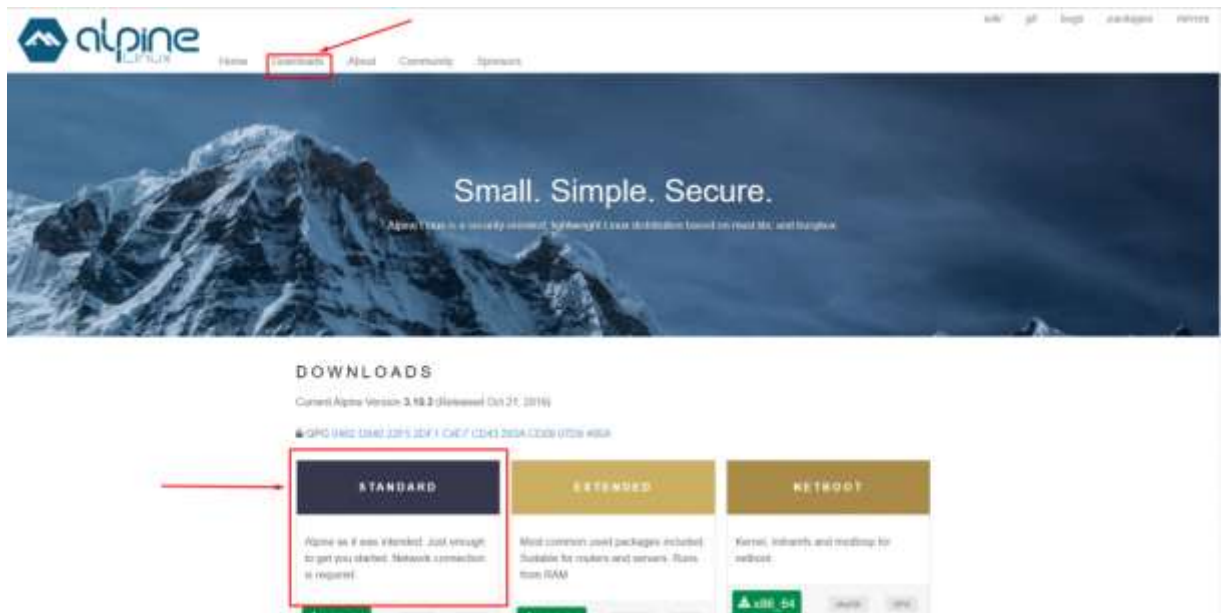 alpine
LINUX
wiki git bugs packages mirrors
Home Downloads About Community Sponsors
Small. Simple. Secure.
Alpine Linux is a security-oriented, lightweight Linux distribution based on musl libc and busybox.
DOWNLOADS
Current Alpine Version 3.10.3 (Released Oct 21, 2019)
GPG
STANDARD
EXTENDED
NETBOOT
Alpine as it was intended. Just enough
to get you started. Network connection
is required.
Most common used packages included.
Suitable for routers and servers. Runs
from RAM.
Kernel, initramfs and modloop for
netboot.
x86_64